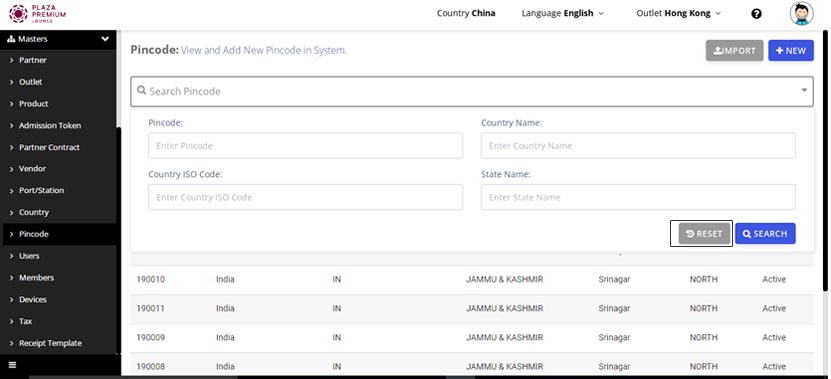 PLAZA
PREMIUM
LOUNGE
Country China
Language English
Outlet Hong Kong
Masters
Partner
Outlet
Product
Admission Token
Partner Contract
Vendor
Port/Station
Country
Pincode
Users
Members
Devices
Tax
Receipt Template
Pincode: View and Add New Pincode in System.
IMPORT
+ NEW
Search Pincode
Pincode:
Country Name:
Enter Pincode
Enter Country Name
Country ISO Code:
State Name:
Enter Country ISO Code
Enter State Name
RESET
SEARCH
190010 India IN JAMMU & KASHMIR Srinagar NORTH Active
190011 India IN JAMMU & KASHMIR Srinagar NORTH Active
190009 India IN JAMMU & KASHMIR Srinagar NORTH Active
190008 India IN JAMMU & KASHMIR Srinagar NORTH Active